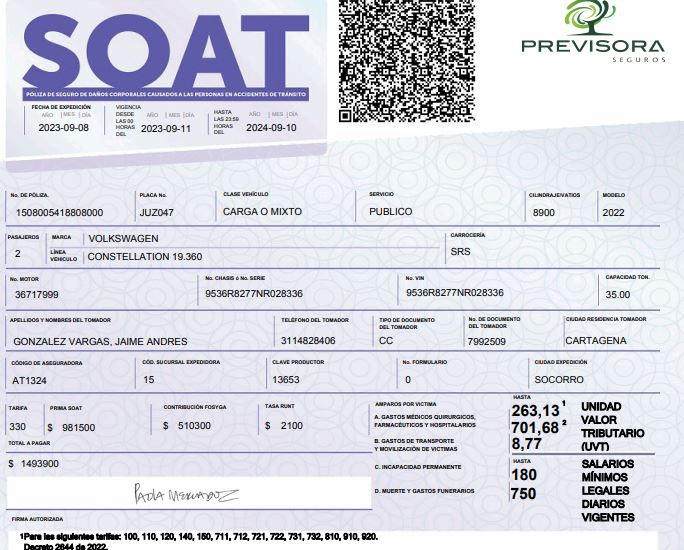 SOAT
PÓLIZA DE SEGURO DE DAÑOS CORPORALES CAUSADOS A LAS PERSONAS EN ACCIDENTES DE TRÁNSITO
PREVISORA
SEGUROS
FECHA DE EXPEDICIÓN
AÑO | MES | DÍA
2023-09-08
VIGENCIA DESDE LAS 00 HORAS DEL
AÑO | MES | DÍA
2023-09-11
HASTA LAS 23:59 HORAS DEL
AÑO | MES | DÍA
2024-09-10
No. DE PÓLIZA. PLACA No. CLASE VEHÍCULO SERVICIO CILINDRAJE/VATIOS MODELO
1508005418808000 JUZ047 CARGA O MIXTO PUBLICO 8900 2022
PASAJEROS MARCA VOLKSWAGEN CARROCERÍA
2 LÍNEA VEHICULO CONSTELLATION 19.360 SRS
No. MOTOR No. CHASIS ó No. SERIE No. VIN CAPACIDAD TON.
36717999 9536R8277NR028336 9536R8277NR028336 35.00
APELLIDOS Y NOMBRES DEL TOMADOR TELÉFONO DEL TOMADOR TIPO DE DOCUMENTO DEL TOMADOR No. DE DOCUMENTO DEL TOMADOR CIUDAD RESIDENCIA TOMADOR
GONZALEZ VARGAS, JAIME ANDRES 3114828406 CC 7992509 CARTAGENA
CÓDIGO DE ASEGURADORA CÓD. SUCURSAL EXPEDIDORA CLAVE PRODUCTOR No. FORMULARIO CIUDAD EXPEDICIÓN
AT1324 15 13653 0 SOCORRO
TARIFA PRIMA SOAT CONTRIBUCIÓN FOSYGA TASA RUNT
330 $ 981500 $ 510300 $ 2100
TOTAL A PAGAR
$ 1493900
AMPAROS POR VICTIMA HASTA
A. GASTOS MÉDICOS QUIRURGICOS, FARMACÉUTICOS Y HOSPITALARIOS 263,13 ¹
701,68 ²
B. GASTOS DE TRANSPORTE Y MOVILIZACIÓN DE VICTIMAS 8,77
UNIDAD VALOR TRIBUTARIO (UVT)
HASTA
C. INCAPACIDAD PERMANENTE 180
D. MUERTE Y GASTOS FUNERARIOS 750
SALARIOS MÍNIMOS LEGALES DIARIOS VIGENTES
FIRMA AUTORIZADA
¹Para las siguientes tarifas: 100, 110, 120, 140, 150, 711, 712, 721, 722, 731, 732, 810, 910, 920.
Decreto 2644 de 2022.